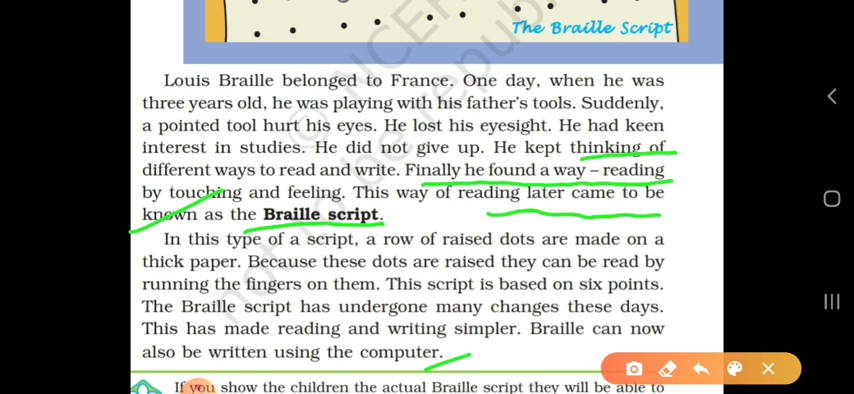 The Braille Script
Louis Braille belonged to France. One day, when he was
three years old, he was playing with his father's tools. Suddenly,
a pointed tool hurt his eyes. He lost his eyesight. He had keen
interest in studies. He did not give up. He kept thinking of
different ways to read and write. Finally he found a way – reading
by touching and feeling. This way of reading later came to be
known as the Braille script.
In this type of a script, a row of raised dots are made on a
thick paper. Because these dots are raised they can be read by
running the fingers on them. This script is based on six points.
The Braille script has undergone many changes these days.
This has made reading and writing simpler. Braille can now
also be written using the computer.
If you show the children the actual Braille script they will be able to
© NCER
not to be repub